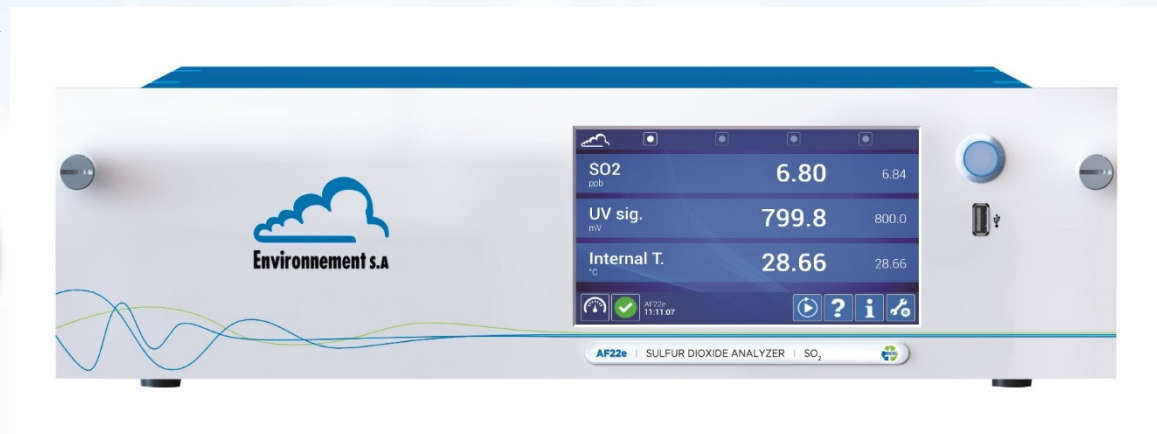 Environnement s.a
SO2 6.80 6.84
ppb
UV sig. 799.8 800.0
mV
Internal T. 28.66 28.66
°C
AF22e
11:11:07
? i
AF22e | SULFUR DIOXIDE ANALYZER | SO₂ eco